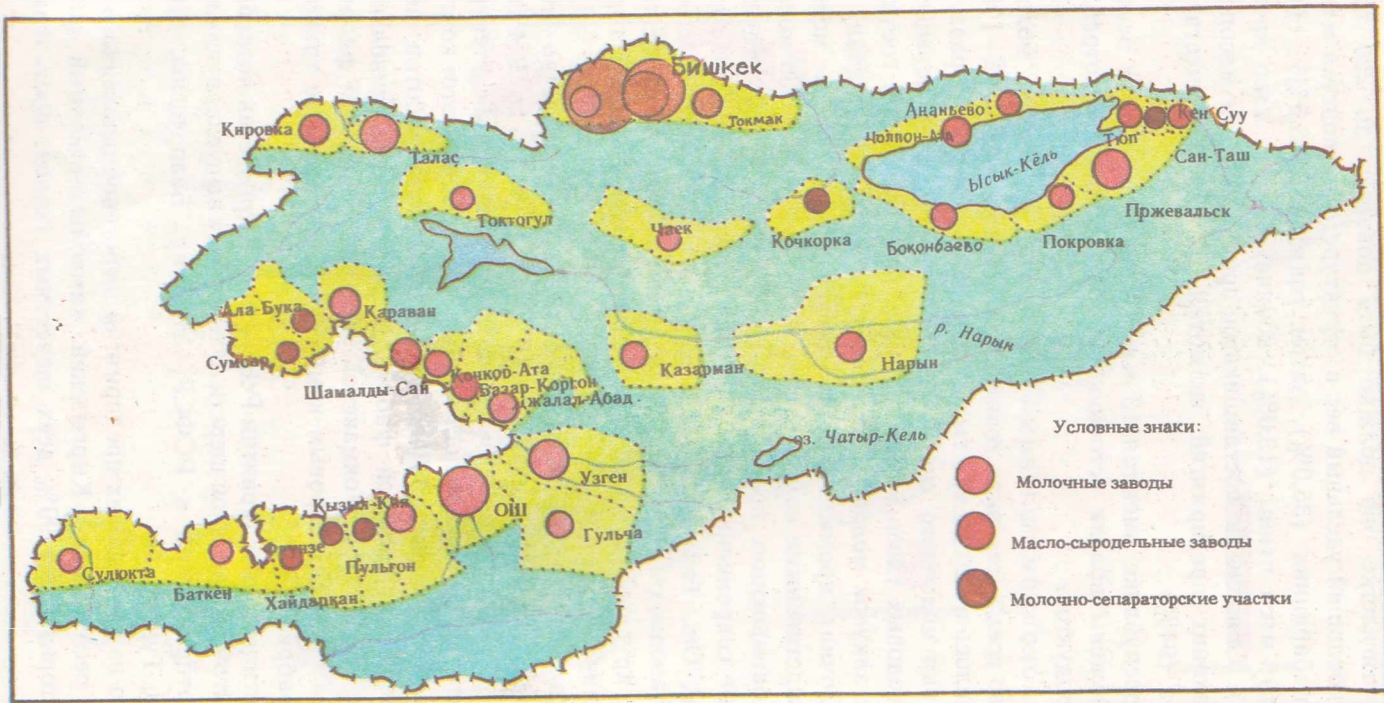 Бишкек
Токмак
Кировка
Талас
Ананьево
Чолпон-Ата
Кен-Суу
Тюп
Сан-Таш
Ысык-Кёль
Пржевальск
Покровка
Боконбаево
Кочкорка
Чаек
Токтогул
Ала-Бука
Караван
Сумсар
Шамалды-Сай
Кочкор-Ата
Базар-Коргон
Джалал-Абад
Казарман
Нарын
р. Нарын
оз. Чатыр-Кель
Узген
ОШ
Гульча
Кызыл-Кия
Фрунзе
Пульгон
Хайдаркан
Баткен
Сулюкта
Условные знаки:
Молочные заводы
Масло-сыродельные заводы
Молочно-сепараторские участки